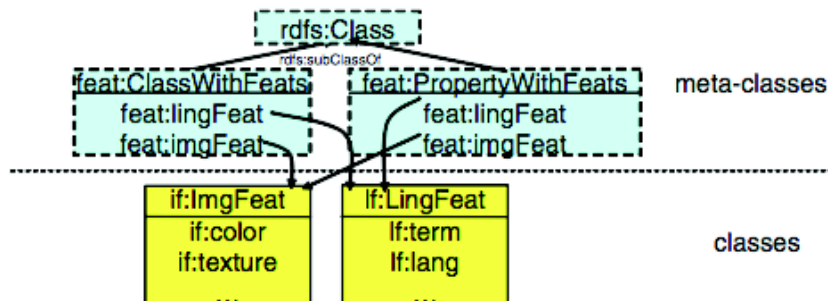 rdfs:Class
rdfs:subClassOf
feat:ClassWithFeats
feat:lingFeat
feat:imgFeat
feat:PropertyWithFeats
feat:lingFeat
feat:imgFeat
meta-classes
if:ImgFeat
if:color
if:texture
...
lf:LingFeat
lf:term
lf:lang
...
classes